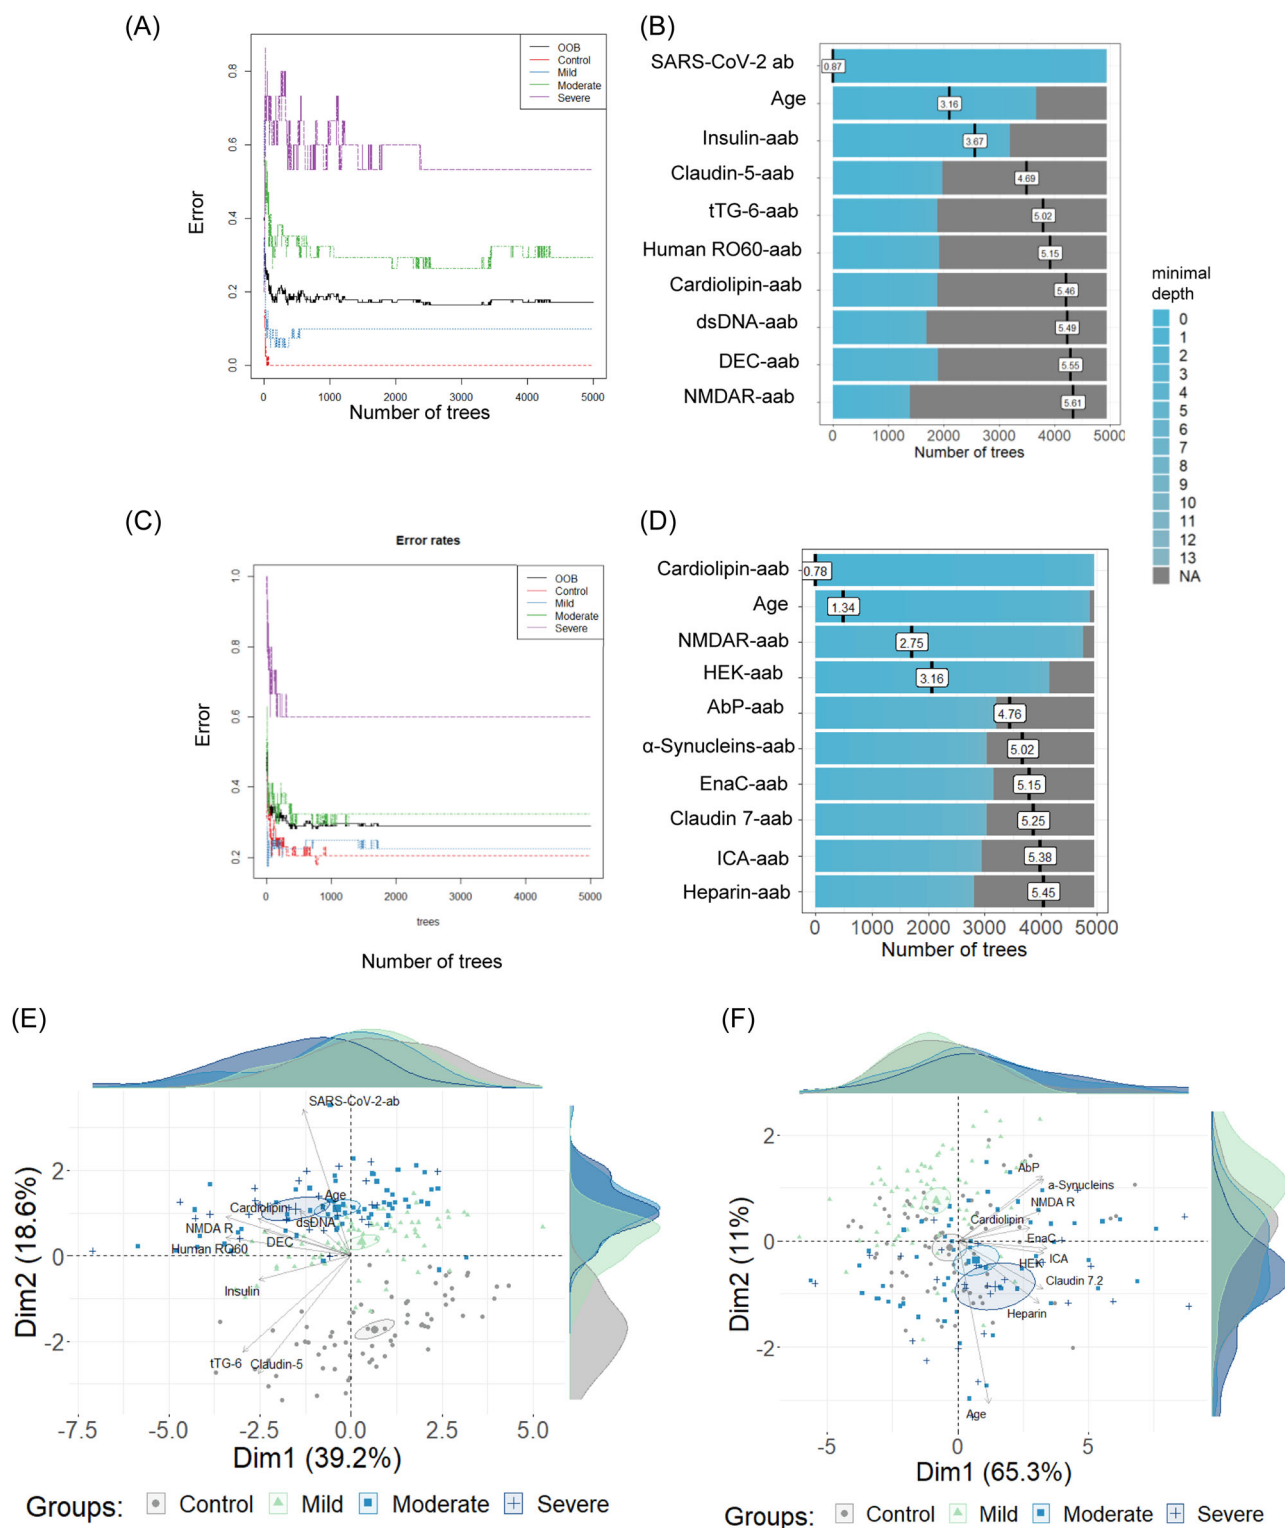 (A)
OOB
Control
Mild
Moderate
Severe
0.8
0.6
0.4
0.2
0.0
Error
0 1000 2000 3000 4000 5000
Number of trees
(B)
SARS-CoV-2 ab
0.87
Age
3.16
Insulin-aab
3.67
Claudin-5-aab
4.69
tTG-6-aab
5.02
Human RO60-aab
5.15
Cardiolipin-aab
5.46
dsDNA-aab
5.49
DEC-aab
5.55
NMDAR-aab
5.61
0 1000 2000 3000 4000 5000
Number of trees
minimal
depth
0
1
2
3
4
5
6
7
8
9
10
11
12
13
NA
(C)
Error rates
OOB
Control
Mild
Moderate
Severe
1.0
0.8
0.6
0.4
0.2
Error
0 1000 2000 3000 4000 5000
trees
Number of trees
(D)
Cardiolipin-aab
0.78
Age
1.34
NMDAR-aab
2.75
HEK-aab
3.16
AbP-aab
4.76
α-Synucleins-aab
5.02
EnaC-aab
5.15
Claudin 7-aab
5.25
ICA-aab
5.38
Heparin-aab
5.45
0 1000 2000 3000 4000 5000
Number of trees
(E)
SARS-CoV-2-ab
Age
Cardiolipin
dsDNA
NMDA R
DEC
Human RO60
Insulin
tTG-6
Claudin-5
2
0
-2
Dim2 (18.6%)
-7.5 -5.0 -2.5 0.0 2.5 5.0
Dim1 (39.2%)
Groups: Control Mild Moderate Severe
(F)
AbP
a-Synucleins
NMDA R
Cardiolipin
EnaC
ICA
HEK
Claudin 7.2
Heparin
Age
2
0
-2
Dim2 (11%)
-5 0 5
Dim1 (65.3%)
Groups: Control Mild Moderate Severe